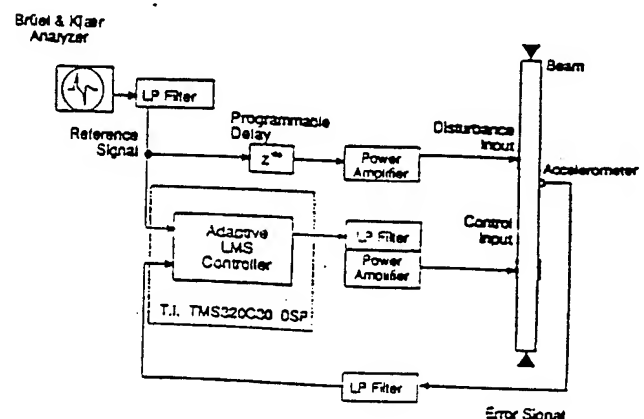 Brüel & Kjær
Analyzer
LP Filter
Reference
Signal
Programmable
Delay
Power
Amplifier
Disturbance
Input
Beam
Accelerometer
Adaptive
LMS
Controller
LP Filter
Power
Amplifier
Control
Input
T.I. TMS320C30 DSP
LP Filter
Error Signal